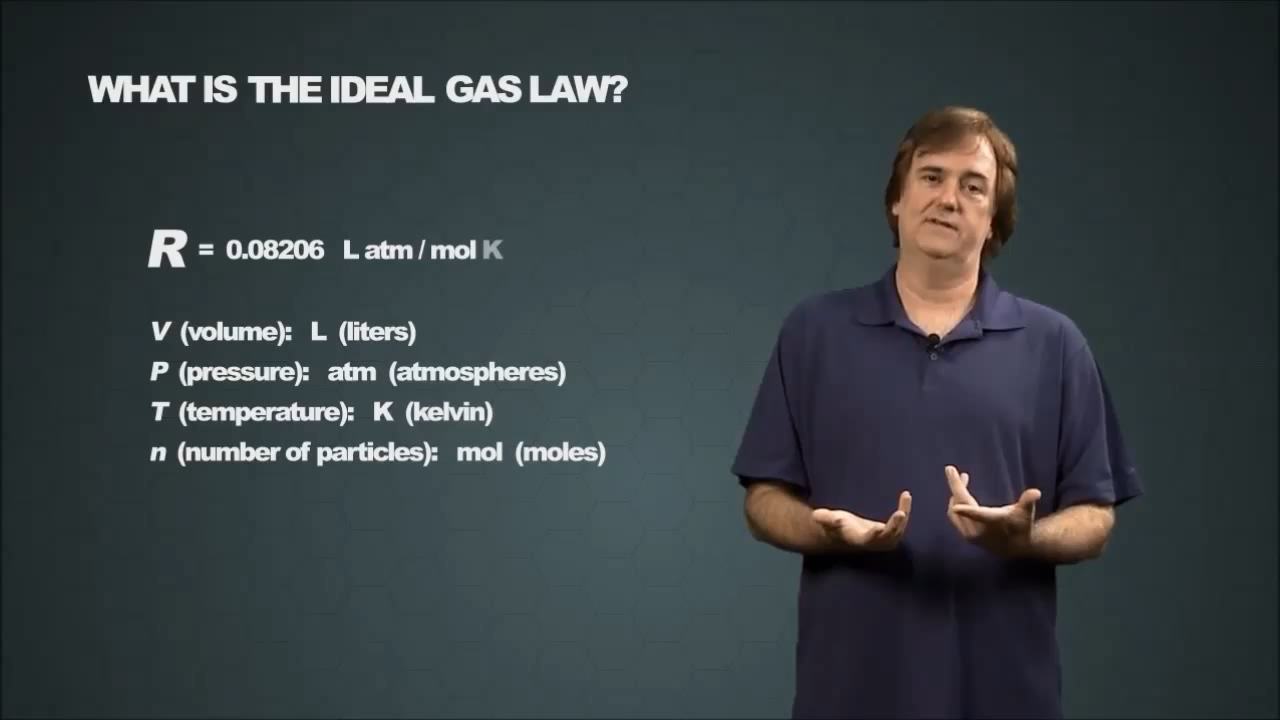 WHAT IS THE IDEAL GAS LAW?
R = 0.08206 L atm / mol K
V (volume): L (liters)
P (pressure): atm (atmospheres)
T (temperature): K (kelvin)
n (number of particles): mol (moles)